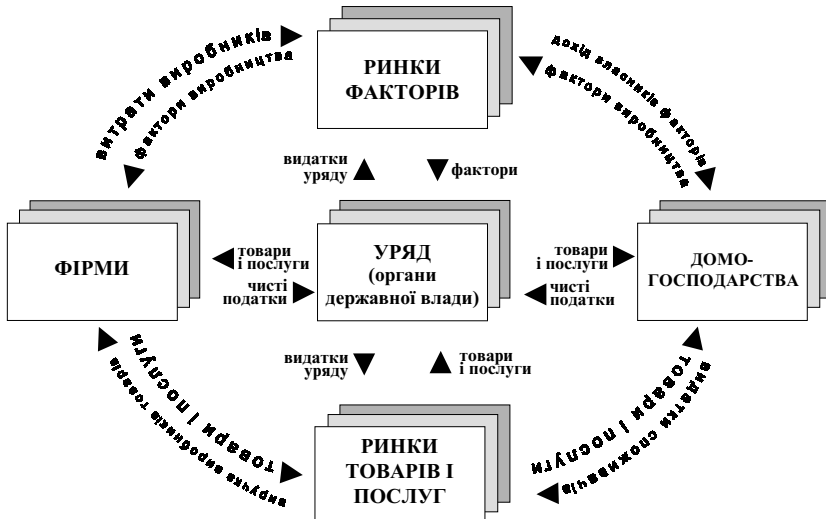 витрати виробників
фактори виробництва
РИНКИ
ФАКТОРІВ
дохід власників факторів
фактори виробництва
видатки
уряду
фактори
ФІРМИ
товари
і послуги
чисті
податки
УРЯД
(органи
державної влади)
товари
і послуги
чисті
податки
ДОМО-
ГОСПОДАРСТВА
видатки
уряду
товари
і послуги
товари і послуги
виручка виробників товарів
РИНКИ
ТОВАРІВ І
ПОСЛУГ
товари і послуги
видатки споживачів